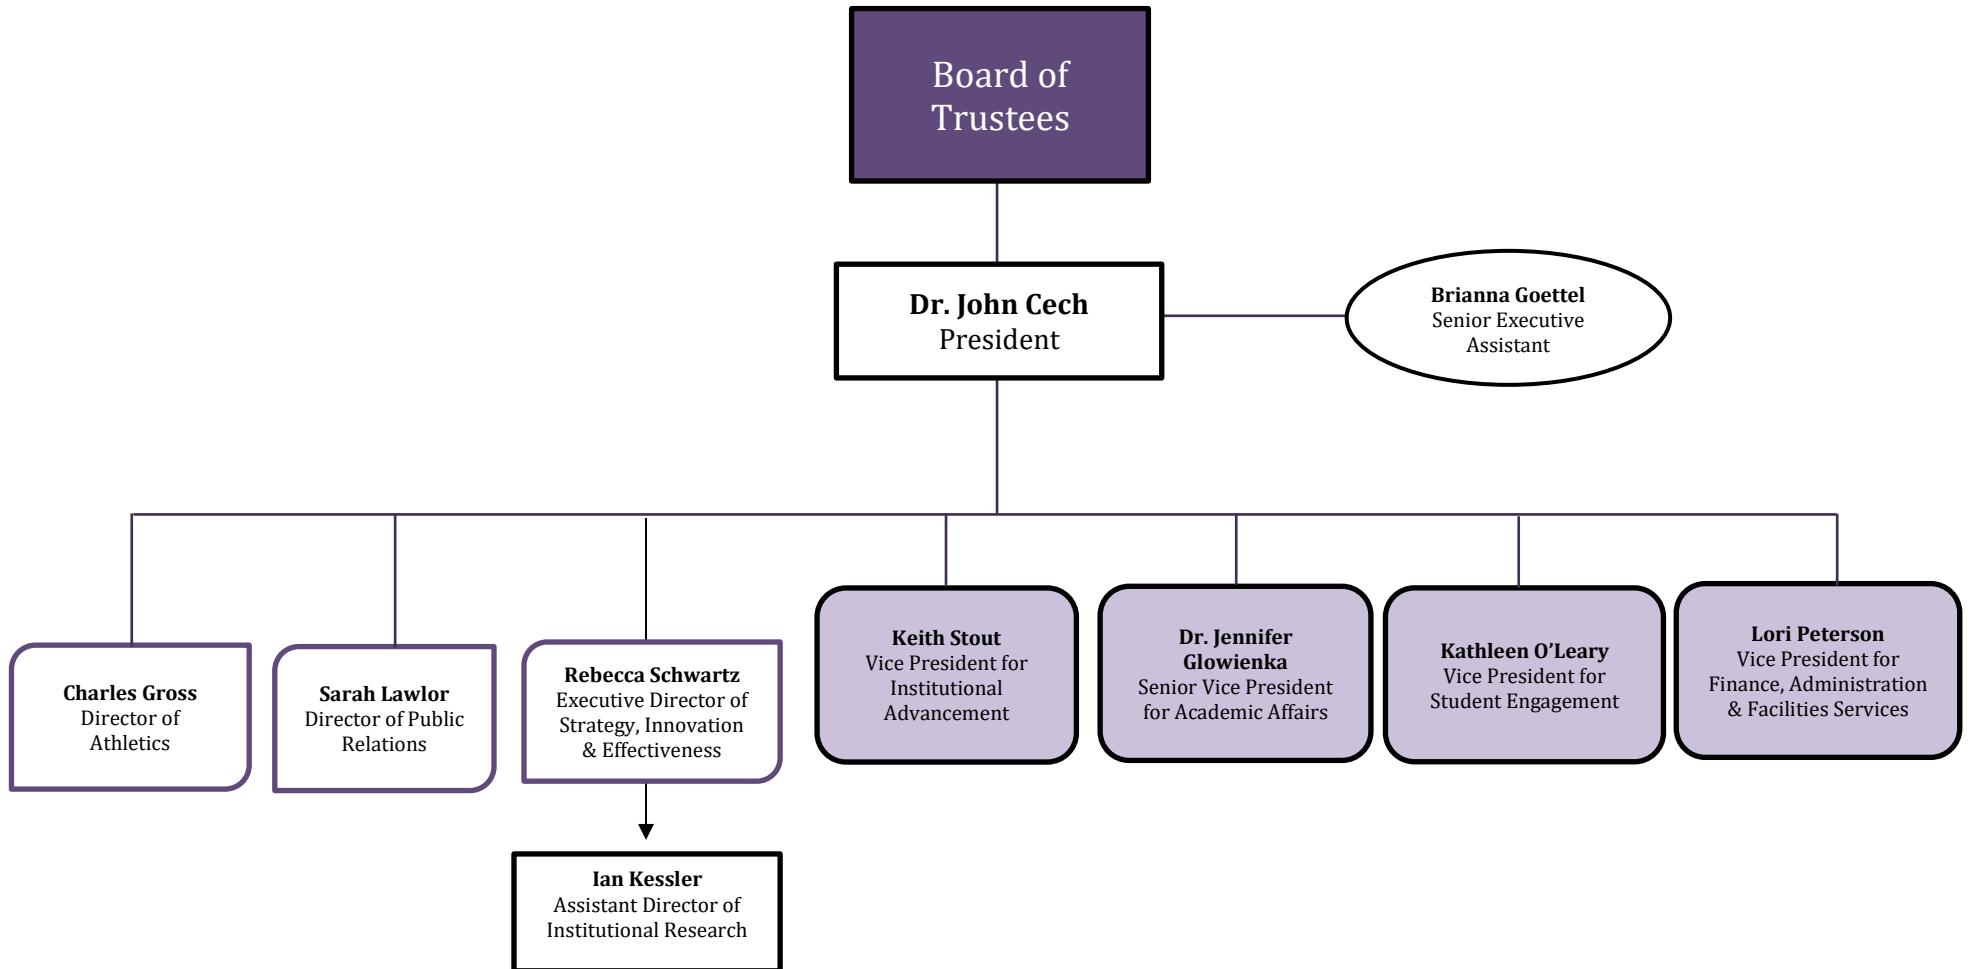 Board of
Trustees
Dr. John Cech
President
Brianna Goettel
Senior Executive
Assistant
Charles Gross
Director of
Athletics
Sarah Lawlor
Director of Public
Relations
Rebecca Schwartz
Executive Director of
Strategy, Innovation
& Effectiveness
Keith Stout
Vice President for
Institutional
Advancement
Dr. Jennifer
Glowienka
Senior Vice President
for Academic Affairs
Kathleen O’Leary
Vice President for
Student Engagement
Lori Peterson
Vice President for
Finance, Administration
& Facilities Services
Ian Kessler
Assistant Director of
Institutional Research